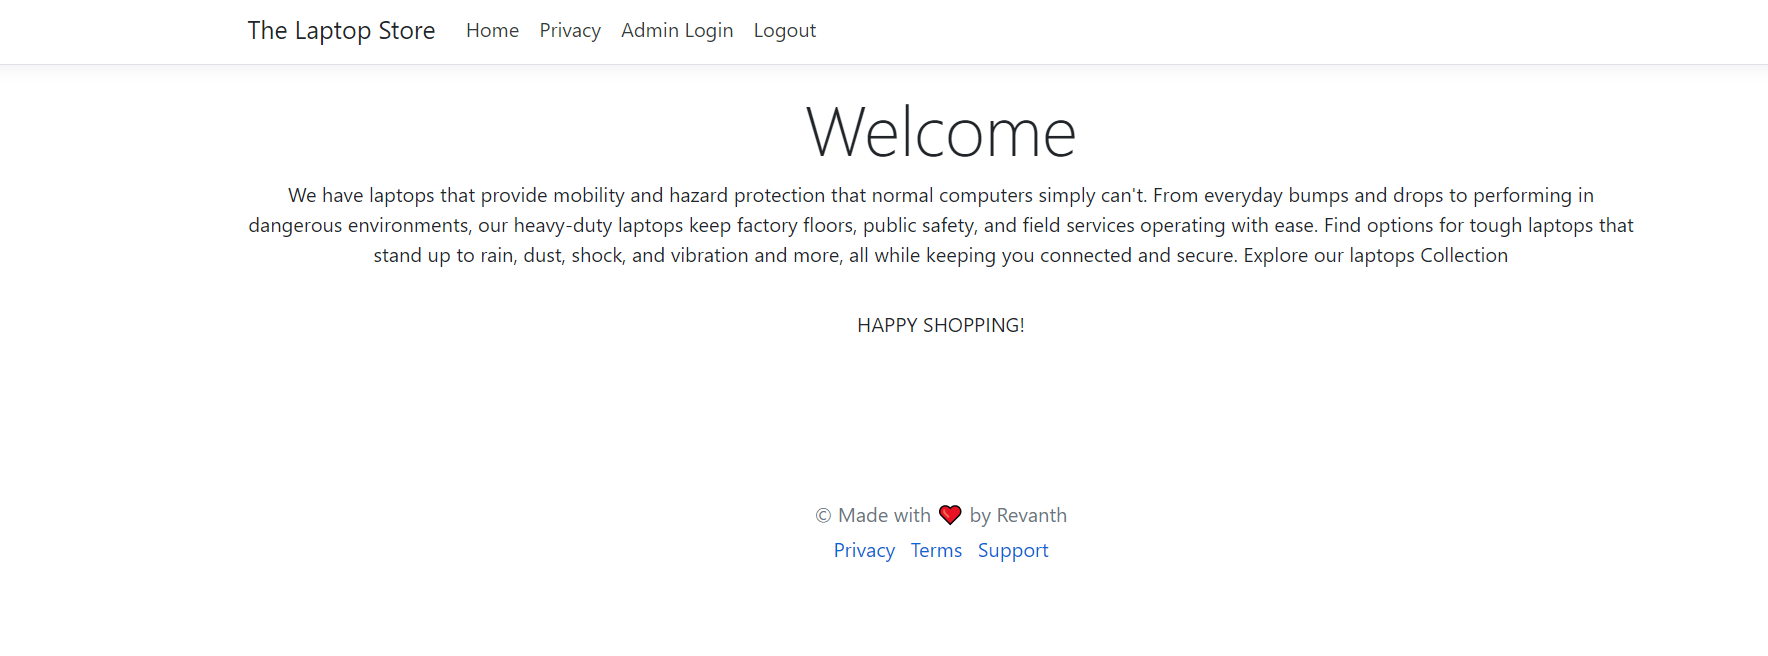 The Laptop Store Home Privacy Admin Login Logout
Welcome
We have laptops that provide mobility and hazard protection that normal computers simply can't. From everyday bumps and drops to performing in
dangerous environments, our heavy-duty laptops keep factory floors, public safety, and field services operating with ease. Find options for tough laptops that
stand up to rain, dust, shock, and vibration and more, all while keeping you connected and secure. Explore our laptops Collection
HAPPY SHOPPING!
© Made with ❤ by Revanth
Privacy Terms Support